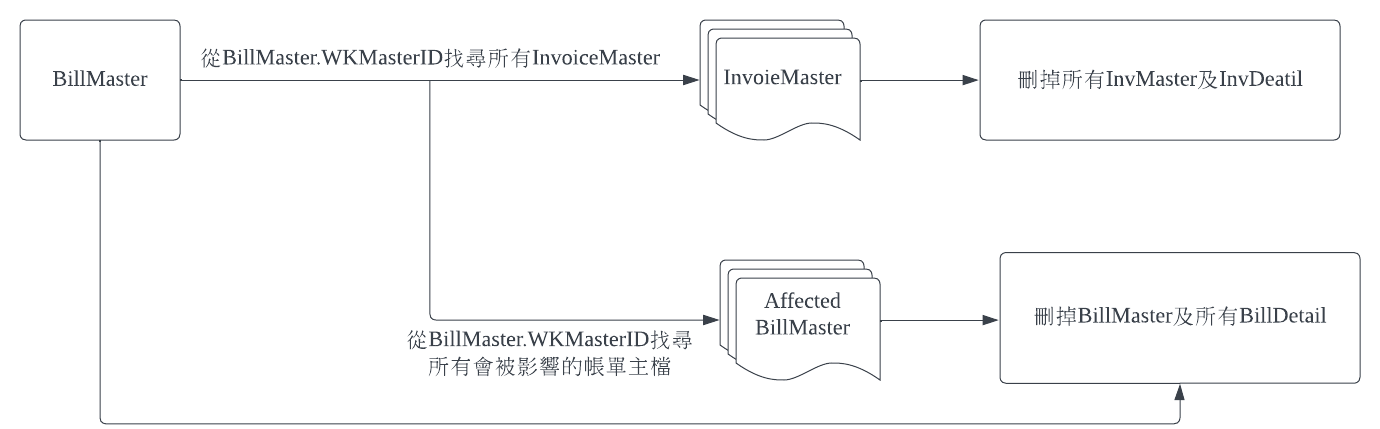 BillMaster
從BillMaster.WKMasterID找尋所有InvoiceMaster
InvoieMaster
刪掉所有InvMaster及InvDeatil
從BillMaster.WKMasterID找尋
所有會被影響的帳單主檔
Affected
BillMaster
刪掉BillMaster及所有BillDetail